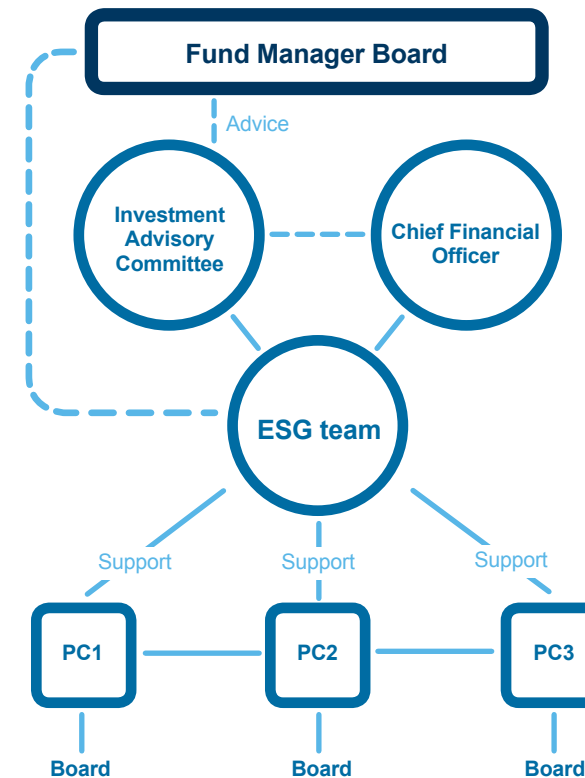 Fund Manager Board
Advice
Investment
Advisory
Committee
Chief Financial
Officer
ESG team
Support
Support
Support
PC1
PC2
PC3
Board
Board
Board